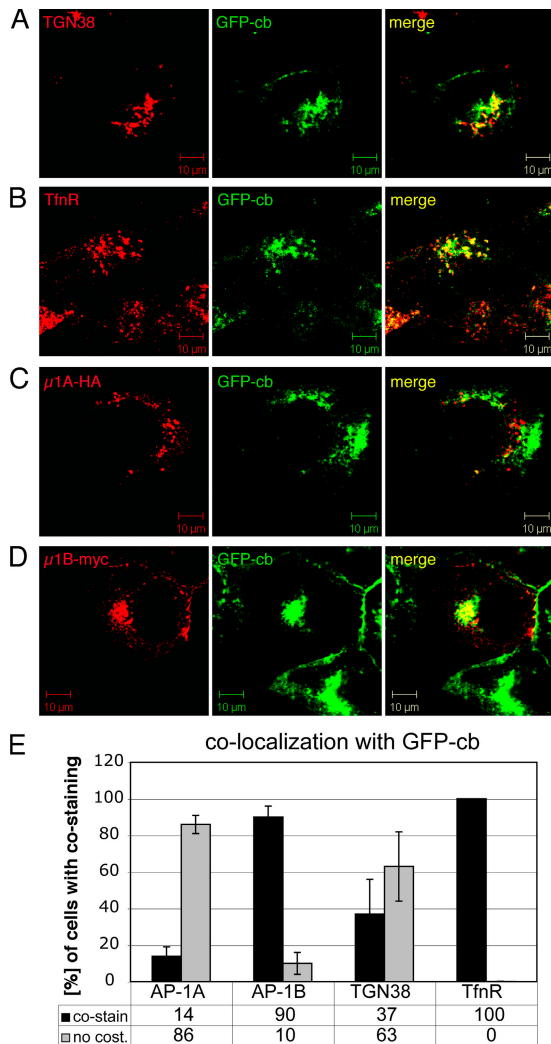 A
TGN38 GFP-cb merge
10 µm 10 µm 10 µm
B
TfnR GFP-cb merge
10 µm 10 µm 10 µm
C
µ1A-HA GFP-cb merge
10 µm 10 µm 10 µm
D
µ1B-myc GFP-cb merge
10 µm 10 µm 10 µm
E
co-localization with GFP-cb
[%] of cells with co-staining
120
100
80
60
40
20
0
AP-1A AP-1B TGN38 TfnR
co-stain 14 90 37 100
no cost. 86 10 63 0